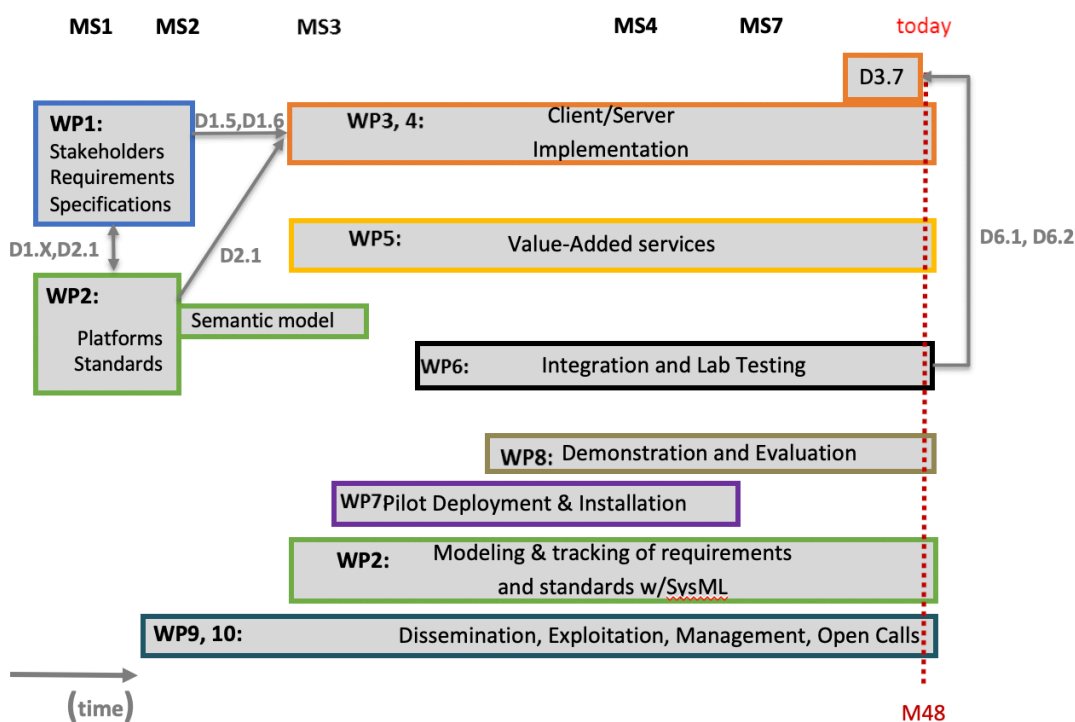 MS1 MS2 MS3 MS4 MS7 today
D3.7
WP1:
Stakeholders
Requirements
Specifications
D1.5,D1.6
WP3, 4:
Client/Server
Implementation
D1.X,D2.1
D2.1
WP5:
Value-Added services
D6.1, D6.2
WP2:
Platforms
Standards
Semantic model
WP6:
Integration and Lab Testing
WP8:
Demonstration and Evaluation
WP7
Pilot Deployment & Installation
WP2:
Modeling & tracking of requirements
and standards w/SysML
WP9, 10:
Dissemination, Exploitation, Management, Open Calls
(time)
M48